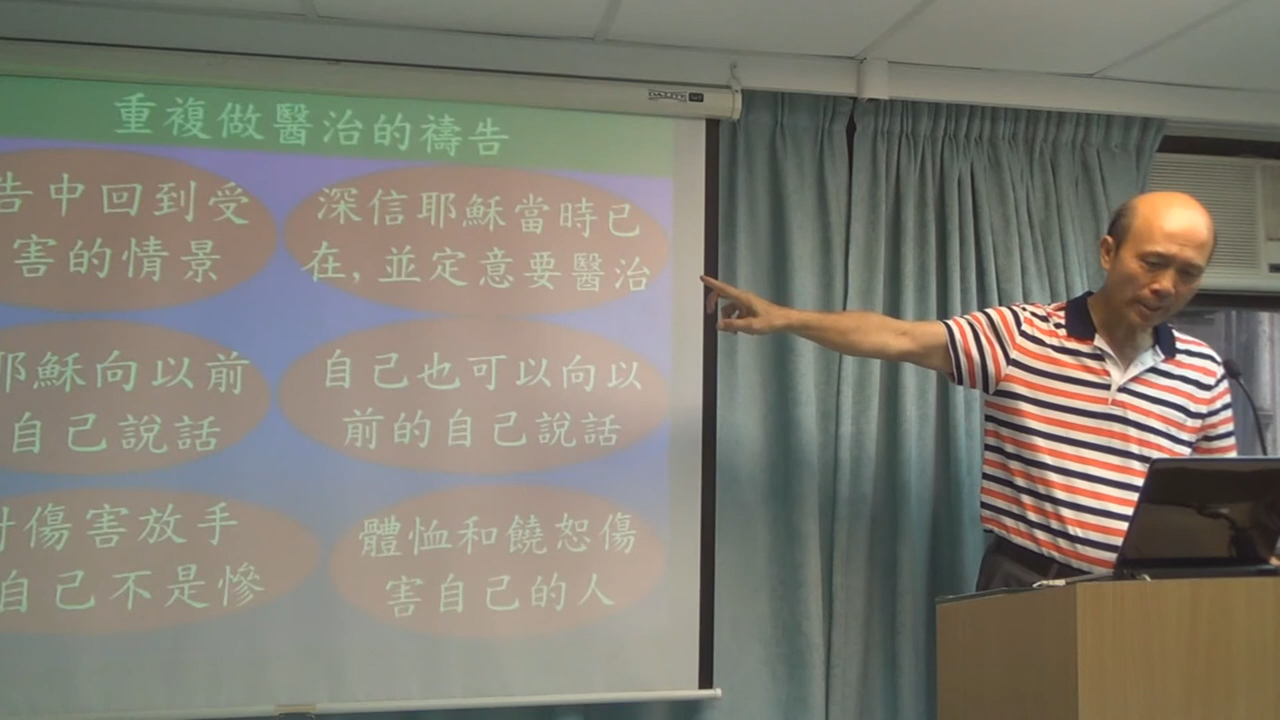 重複做醫治的禱告
告中回到受
害的情景
深信耶穌當時已
在,並定意要醫治
耶穌向以前
自己說話
自己也可以向以
前的自己說話
對傷害放手
自己不是慘
體恤和饒恕傷
害自己的人
DA-LITE